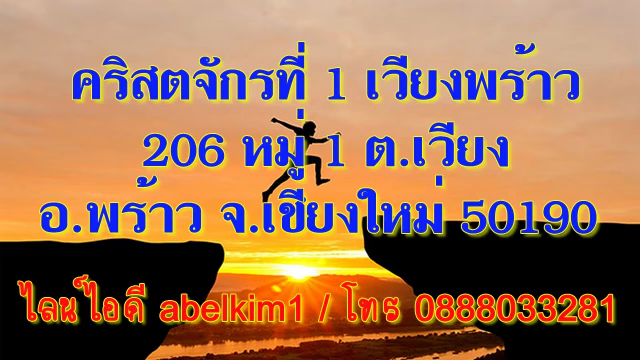 คริสตจักรที่ 1 เวียงพร้าว
206 หมู่ 1 ต.เวียง
อ.พร้าว จ.เชียงใหม่ 50190
ไลน์ไอดี abelkim1 / โทร 0888033281